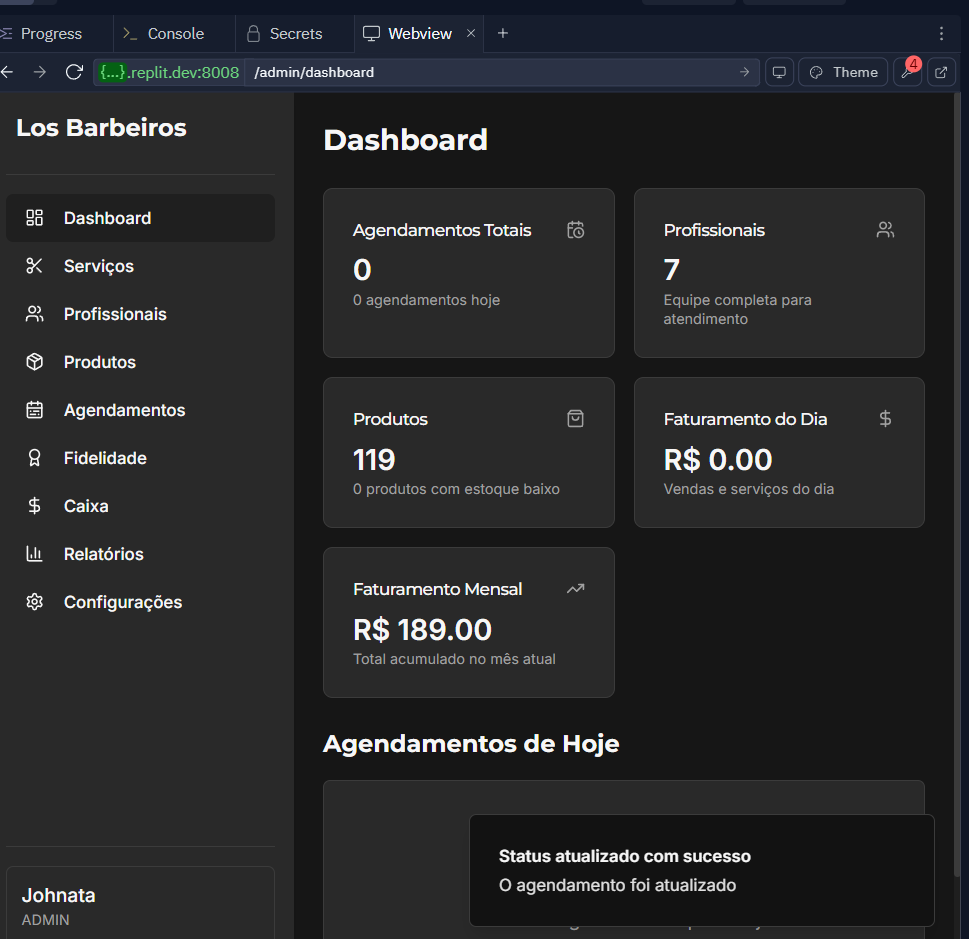 Progress
Console
Secrets
Webview
{...}.replit.dev:8008
/admin/dashboard
Theme
4
Los Barbeiros
Dashboard
Serviços
Profissionais
Produtos
Agendamentos
Fidelidade
Caixa
Relatórios
Configurações
Johnata
ADMIN
Dashboard
Agendamentos Totais
0
0 agendamentos hoje
Profissionais
7
Equipe completa para
atendimento
Produtos
119
0 produtos com estoque baixo
Faturamento do Dia
R$ 0.00
Vendas e serviços do dia
Faturamento Mensal
R$ 189.00
Total acumulado no mês atual
Agendamentos de Hoje
Status atualizado com sucesso
O agendamento foi atualizado